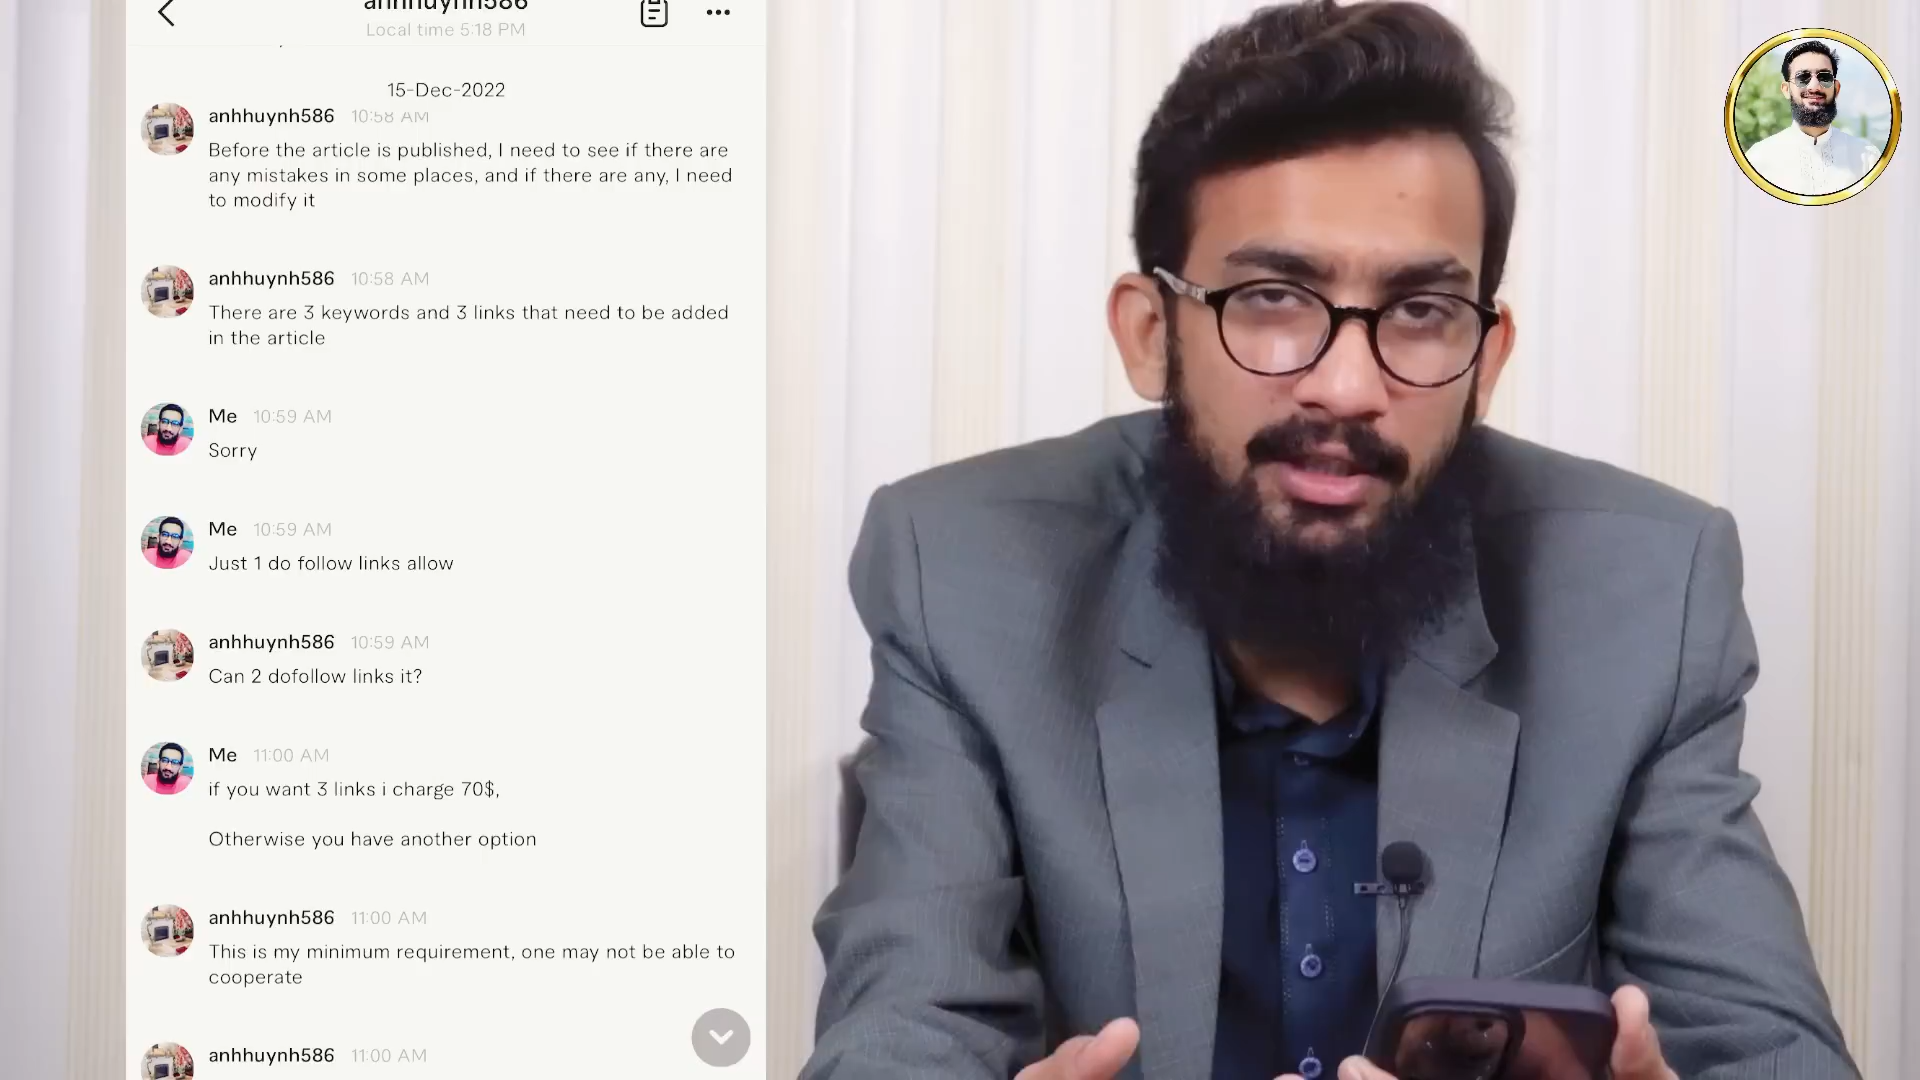 anhhuynh586
Local time 5:18 PM
15-Dec-2022
anhhuynh586 10:58 AM
Before the article is published, I need to see if there are
any mistakes in some places, and if there are any, I need
to modify it
anhhuynh586 10:58 AM
There are 3 keywords and 3 links that need to be added
in the article
Me 10:59 AM
Sorry
Me 10:59 AM
Just 1 do follow links allow
anhhuynh586 10:59 AM
Can 2 dofollow links it?
Me 11:00 AM
if you want 3 links i charge 70$,
Otherwise you have another option
anhhuynh586 11:00 AM
This is my minimum requirement, one may not be able to
cooperate
anhhuynh586 11:00 AM